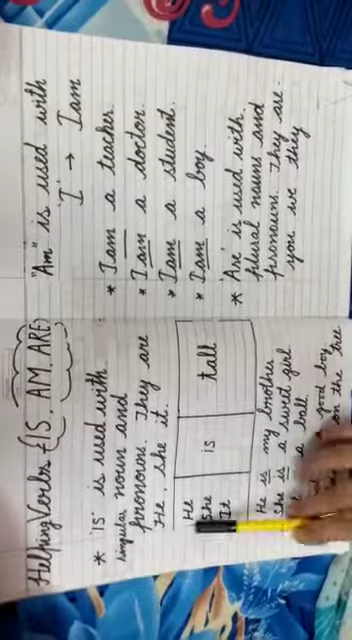 Helping Verbs (IS, AM, ARE)
* 'IS' is used with
singular noun and
pronouns. They are
He, she it.
He
She is tall
It
He is my brother
She is a sweet girl
a ball
a good boy
on the tree
"Am" is used with
'I' → I am
* I am a teacher.
* I am a doctor.
* I am a student.
* I am a boy.
* 'Are' is used with
plural nouns and
pronouns. They are
you we they